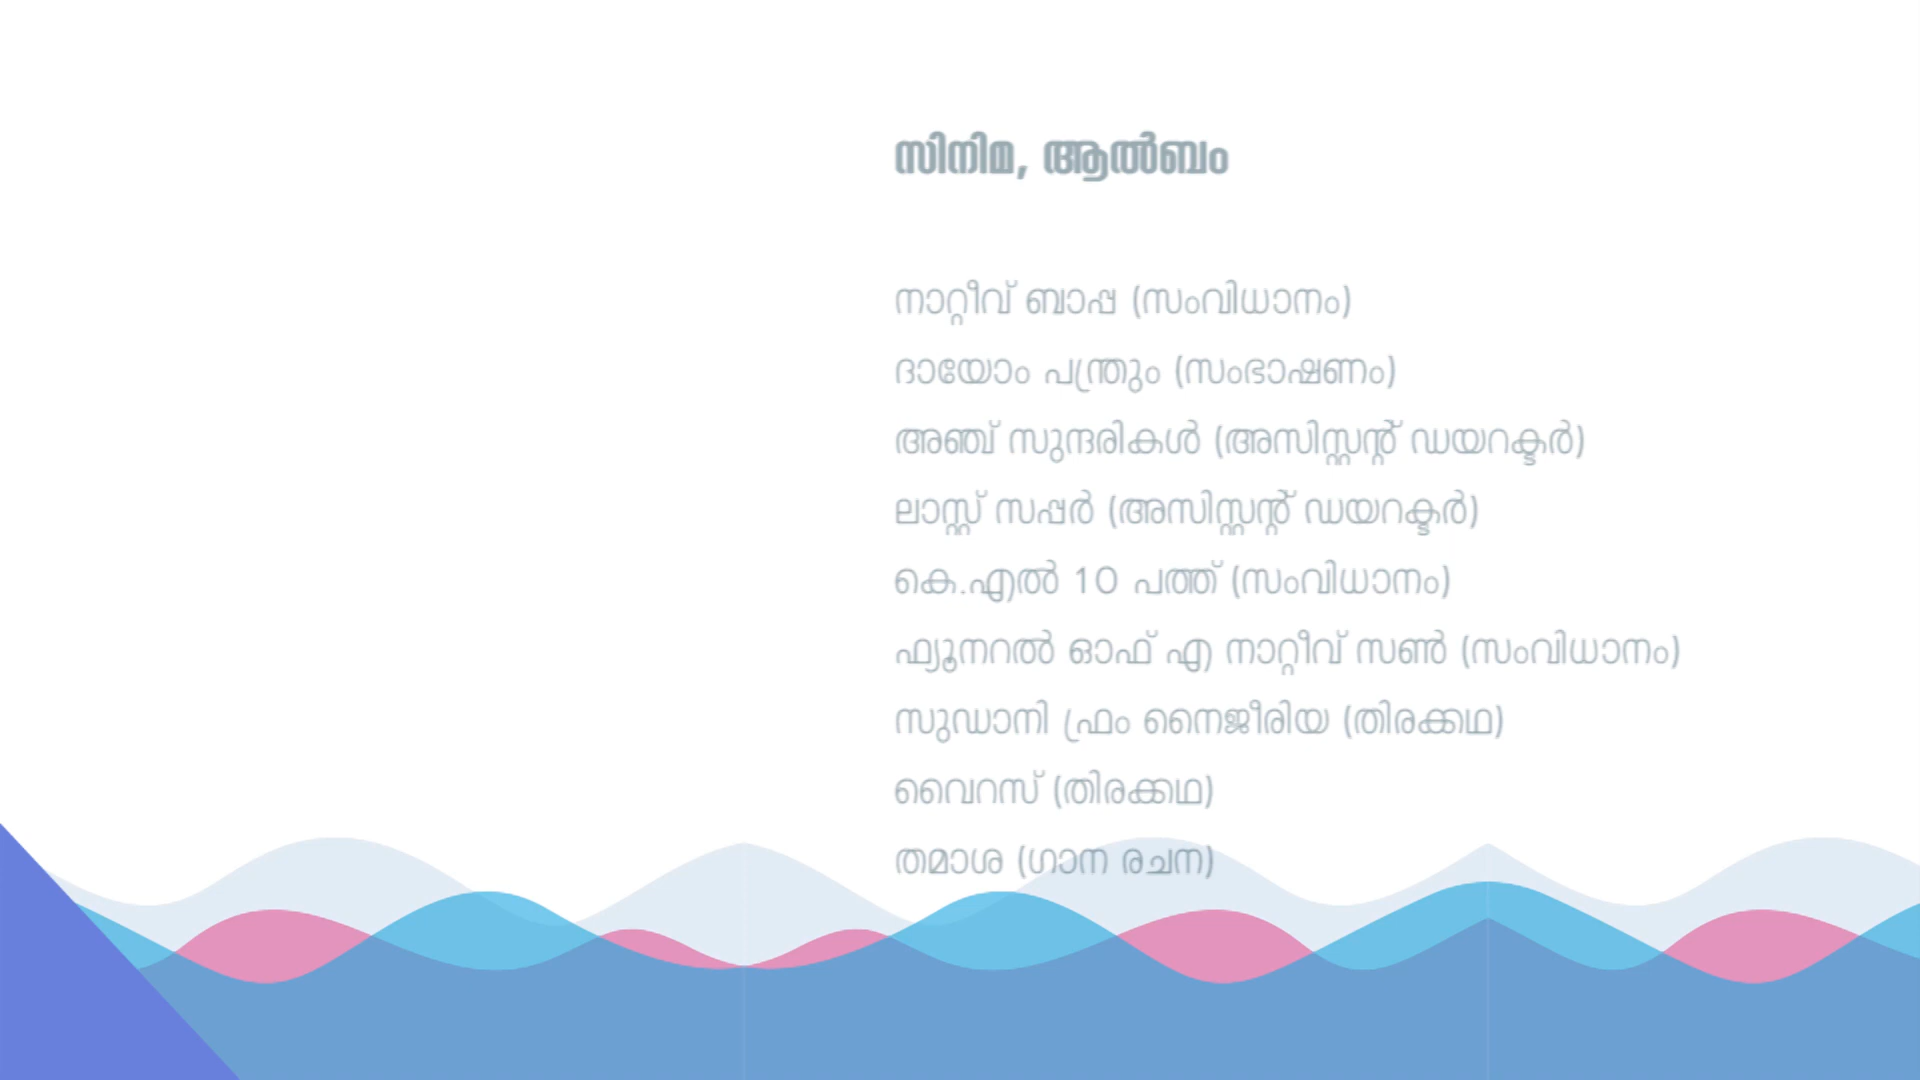 സിനിമ, ആൽബം
നാറ്റീവ് ബാപ്പ (സംവിധാനം)
ദായോം പന്ത്രും (സംഭാഷണം)
അഞ്ച് സുന്ദരികൾ (അസിസ്റ്റന്റ് ഡയറക്ടർ)
ലാസ്റ്റ് സപ്പർ (അസിസ്റ്റന്റ് ഡയറക്ടർ)
കെ.എൽ 10 പത്ത് (സംവിധാനം)
ഫ്യൂനറൽ ഓഫ് എ നാറ്റീവ് സൺ (സംവിധാനം)
സുഡാനി ഫ്രം നൈജീരിയ (തിരക്കഥ)
വൈറസ് (തിരക്കഥ)
തമാശ (ഗാന രചന)